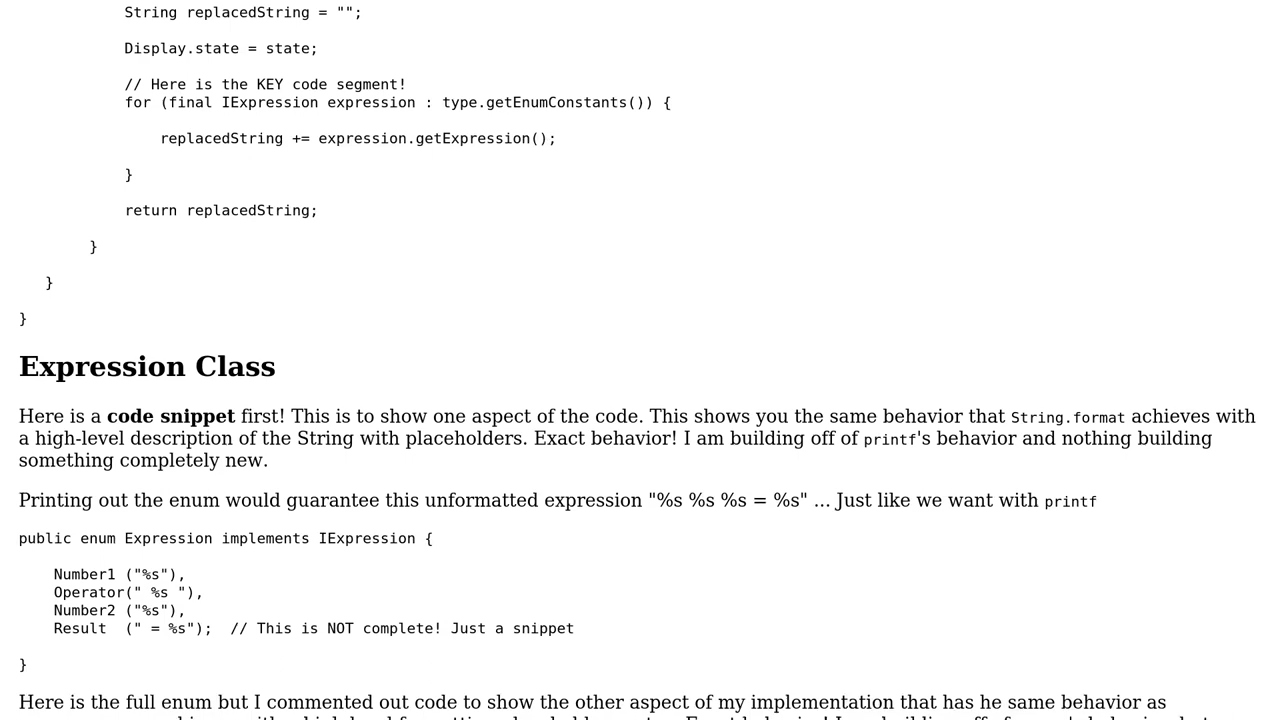 String replacedString = "";
Display.state = state;
// Here is the KEY code segment!
for (final IExpression expression : type.getEnumConstants()) {
replacedString += expression.getExpression();
}
return replacedString;
}
}
}
Expression Class
Here is a code snippet first! This is to show one aspect of the code. This shows you the same behavior that String.format achieves with
a high-level description of the String with placeholders. Exact behavior! I am building off of printf's behavior and nothing building
something completely new.
Printing out the enum would guarantee this unformatted expression "%s %s %s = %s" ... Just like we want with printf
public enum Expression implements IExpression {
Number1 ("%s"),
Operator(" %s "),
Number2 ("%s"),
Result  (" = %s");  // This is NOT complete! Just a snippet
}
Here is the full enum but I commented out code to show the other aspect of my implementation that has he same behavior as